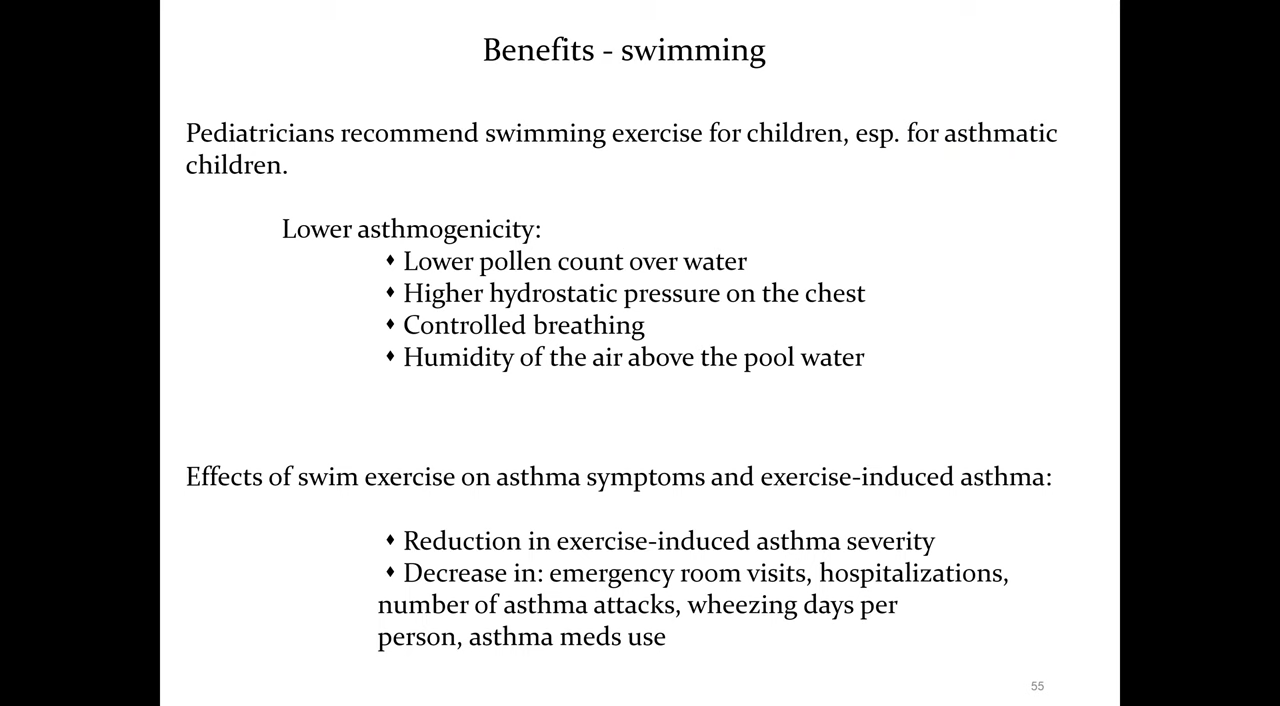 Benefits - swimming
Pediatricians recommend swimming exercise for children, esp. for asthmatic
children.
Lower asthmogenicity:
♦ Lower pollen count over water
♦ Higher hydrostatic pressure on the chest
♦ Controlled breathing
♦ Humidity of the air above the pool water
Effects of swim exercise on asthma symptoms and exercise-induced asthma:
♦ Reduction in exercise-induced asthma severity
♦ Decrease in: emergency room visits, hospitalizations,
number of asthma attacks, wheezing days per
person, asthma meds use
55